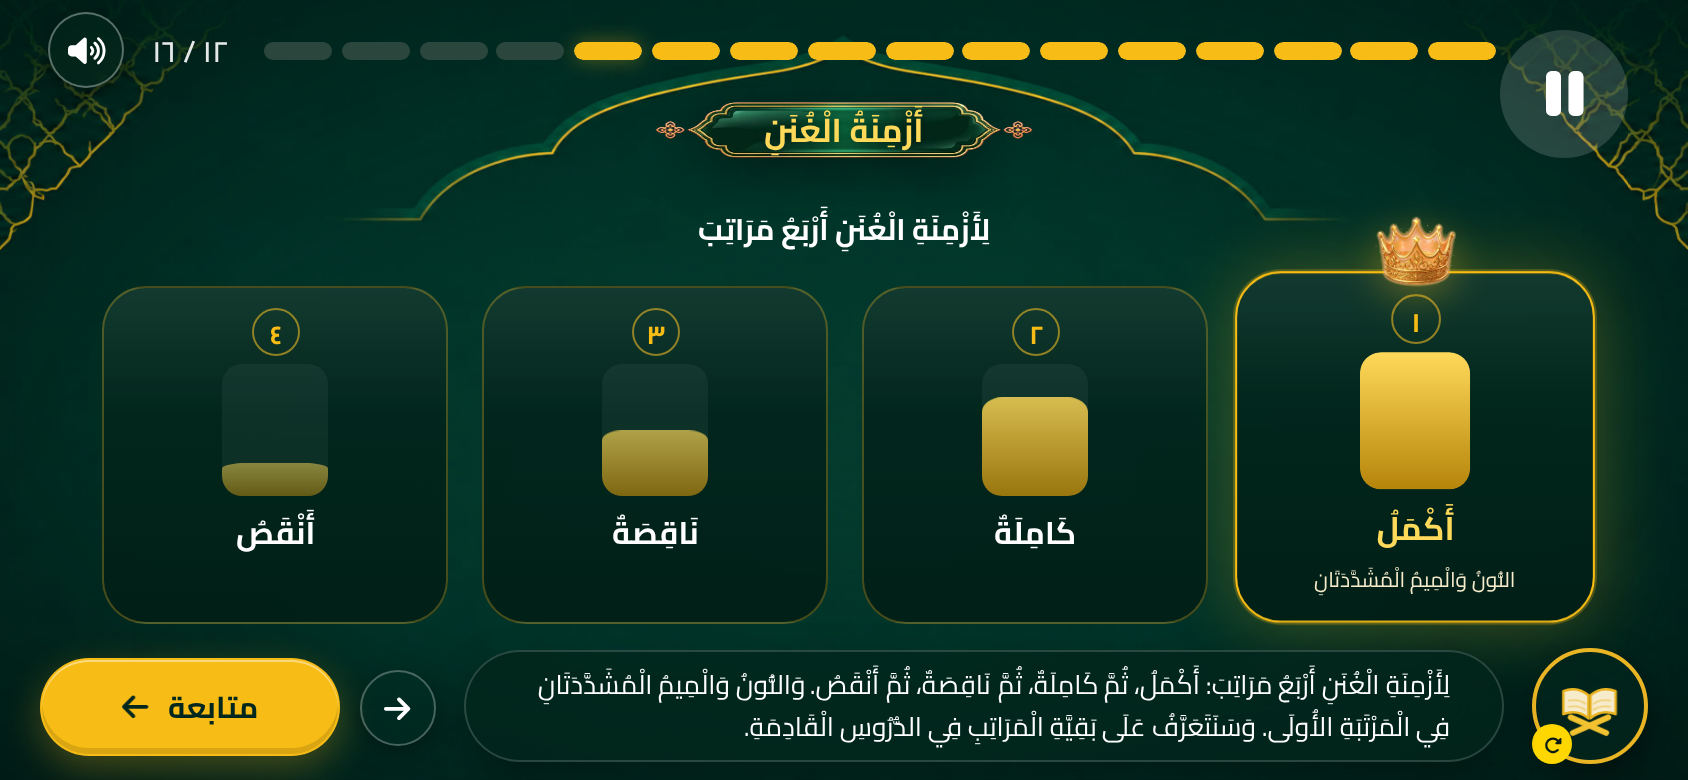 ١٢ / ١٦
أَزْمِنَةُ الْغُنَنِ
لِأَزْمِنَةِ الْغُنَنِ أَرْبَعُ مَرَاتِبَ
١
أَكْمَلُ
النُّونُ وَالْمِيمُ الْمُشَدَّدَتَانِ
٢
كَامِلَةٌ
٣
نَاقِصَةٌ
٤
أَنْقَصُ
لِأَزْمِنَةِ الْغُنَنِ أَرْبَعُ مَرَاتِبَ: أَكْمَلُ، ثُمَّ كَامِلَةٌ، ثُمَّ نَاقِصَةٌ، ثُمَّ أَنْقَصُ. وَالنُّونُ وَالْمِيمُ الْمُشَدَّدَتَانِ
فِي الْمَرْتَبَةِ الْأُولَى. وَسَنَتَعَرَّفُ عَلَى بَقِيَّةِ الْمَرَاتِبِ فِي الدُّرُوسِ الْقَادِمَةِ.
متابعة